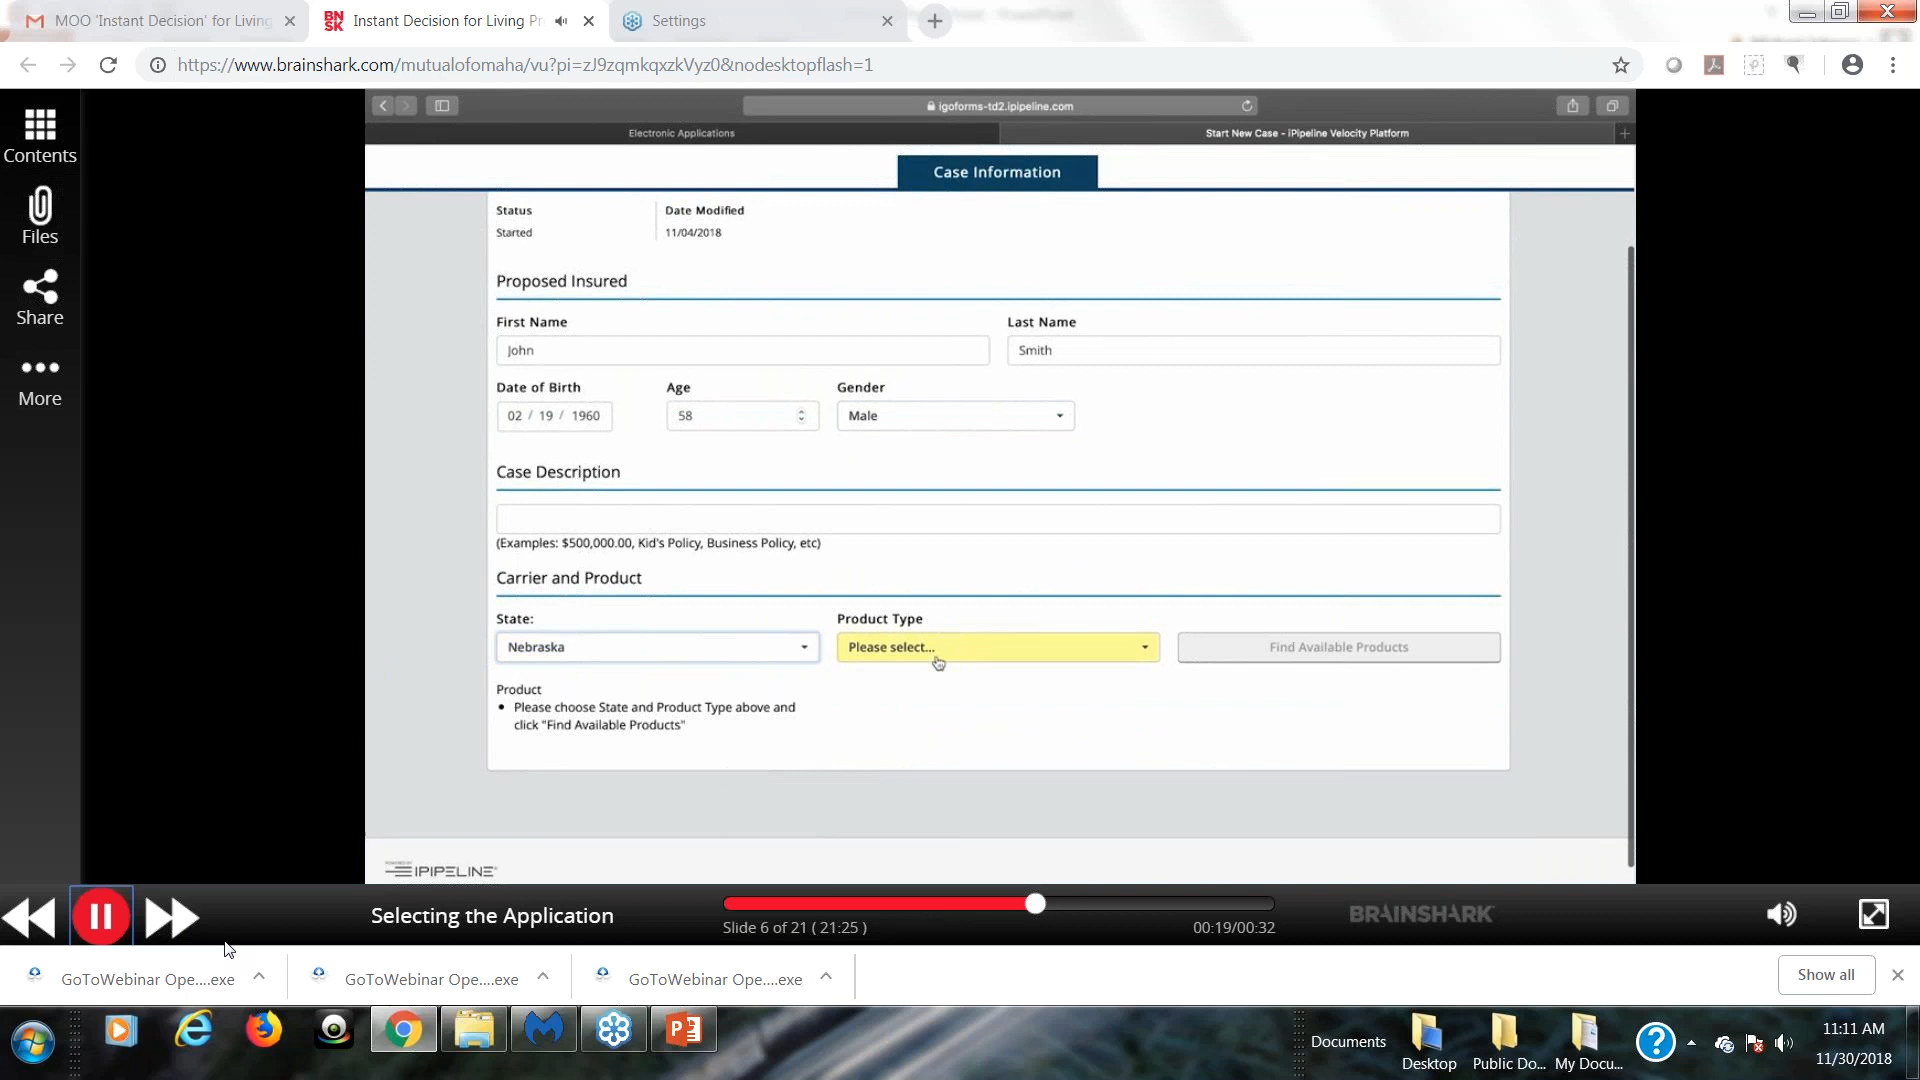 MOO 'Instant Decision' for Living
BN SK Instant Decision for Living Pr
Settings
https://www.brainshark.com/mutualofomaha/vu?pi=zJ9zqmkqxzkVyz0&nodesktopflash=1
Contents
Files
Share
More
igoforms-td2.ipipeline.com
Electronic Applications
Start New Case - iPipeline Velocity Platform
Case Information
Status
Date Modified
Started
11/04/2018
Proposed Insured
First Name
Last Name
John
Smith
Date of Birth
Age
Gender
02 / 19 / 1960
58
Male
Case Description
(Examples: $500,000.00, Kid's Policy, Business Policy, etc)
Carrier and Product
State:
Product Type
Nebraska
Please select...
Find Available Products
Product
• Please choose State and Product Type above and
click "Find Available Products"
POWERED BY
IPIPELINE
Selecting the Application
Slide 6 of 21 ( 21:25 )
00:19/00:32
BRAINSHARK
GoToWebinar Ope....exe
GoToWebinar Ope....exe
GoToWebinar Ope....exe
Show all
Documents
Desktop
Public Do...
My Docu...
11:11 AM
11/30/2018